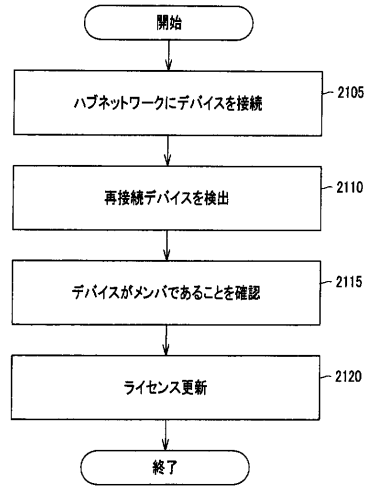 開始
ハブネットワークにデバイスを接続
2105
再接続デバイスを検出
2110
デバイスがメンバであることを確認
2115
ライセンス更新
2120
終了